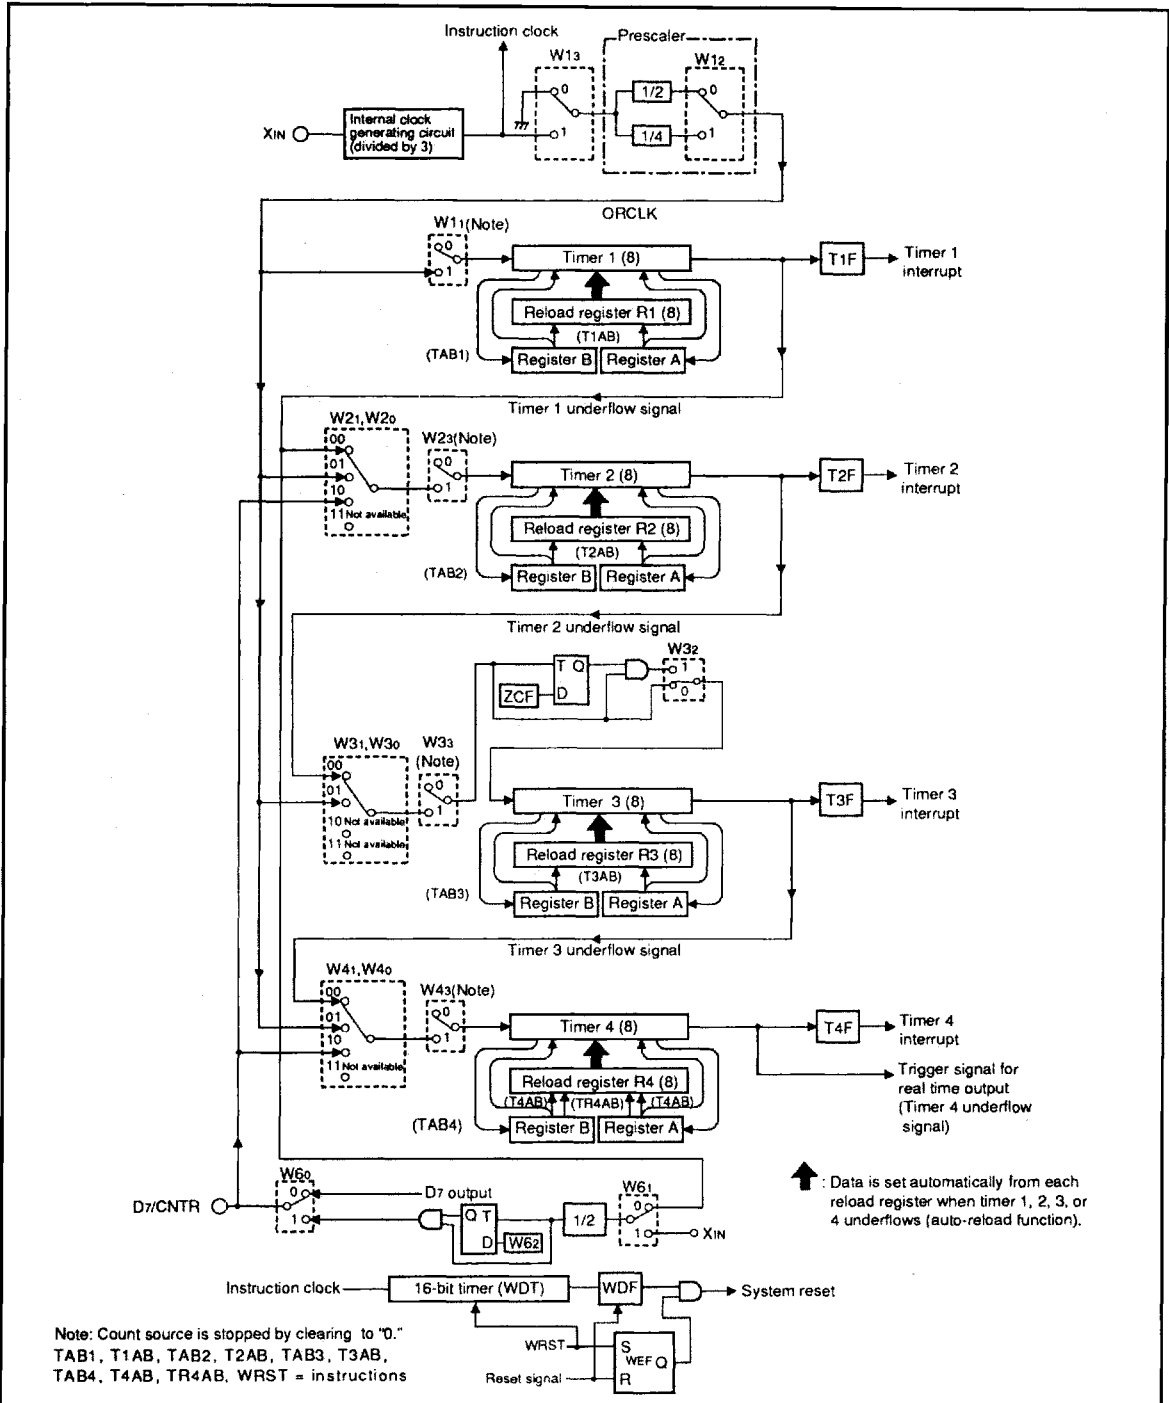 Instruction clock
Prescaler
W13
W12
0
1/2
0
XIN
Internal clock
generating circuit
(divided by 3)
1
1/4
1
ORCLK
W11(Note)
0
1
Timer 1 (8)
T1F
Timer 1
interrupt
Reload register R1 (8)
(T1AB)
(TAB1)
Register B
Register A
Timer 1 underflow signal
W21, W20
00
01
10
11 Not available
W23(Note)
0
1
Timer 2 (8)
T2F
Timer 2
interrupt
Reload register R2 (8)
(T2AB)
(TAB2)
Register B
Register A
Timer 2 underflow signal
W32
T Q
D
ZCF
1
0
W31, W30
00
01
10 Not available
11 Not available
W33
(Note)
0
1
Timer 3 (8)
T3F
Timer 3
interrupt
Reload register R3 (8)
(T3AB)
(TAB3)
Register B
Register A
Timer 3 underflow signal
W41, W40
00
01
10
11 Not available
W43(Note)
0
1
Timer 4 (8)
T4F
Timer 4
interrupt
Trigger signal for
real time output
(Timer 4 underflow
signal)
Reload register R4 (8)
(T4AB)
(TR4AB)
(T4AB)
(TAB4)
Register B
Register A
D7/CNTR
W60
0
1
D7 output
Q T
D
W62
1/2
W61
0
1
XIN
: Data is set automatically from each
reload register when timer 1, 2, 3, or
4 underflows (auto-reload function).
Instruction clock
16-bit timer (WDT)
WDF
System reset
WRST
S
WEF Q
R
Reset signal
Note: Count source is stopped by clearing to "0."
TAB1, T1AB, TAB2, T2AB, TAB3, T3AB,
TAB4, T4AB, TR4AB, WRST = instructions